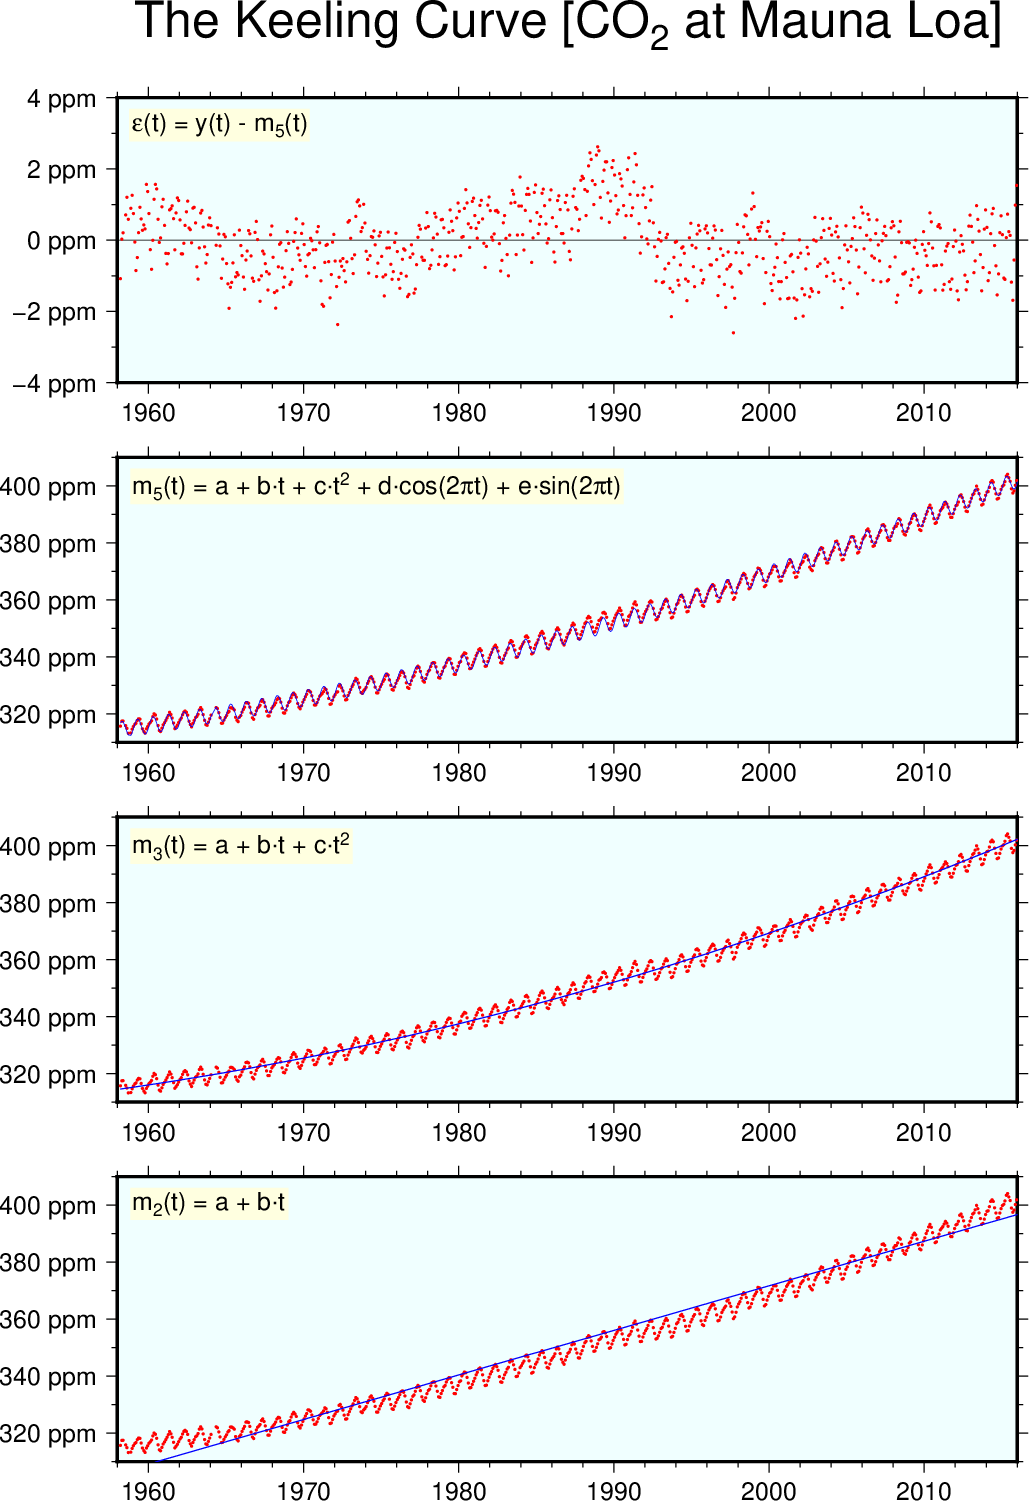 The Keeling Curve [CO₂ at Mauna Loa]
4 ppm
2 ppm
0 ppm
−2 ppm
−4 ppm
ε(t) = y(t) - m₅(t)
1960 1970 1980 1990 2000 2010
400 ppm
380 ppm
360 ppm
340 ppm
320 ppm
m₅(t) = a + b·t + c·t² + d·cos(2πt) + e·sin(2πt)
1960 1970 1980 1990 2000 2010
400 ppm
380 ppm
360 ppm
340 ppm
320 ppm
m₃(t) = a + b·t + c·t²
1960 1970 1980 1990 2000 2010
400 ppm
380 ppm
360 ppm
340 ppm
320 ppm
m₂(t) = a + b·t
1960 1970 1980 1990 2000 2010